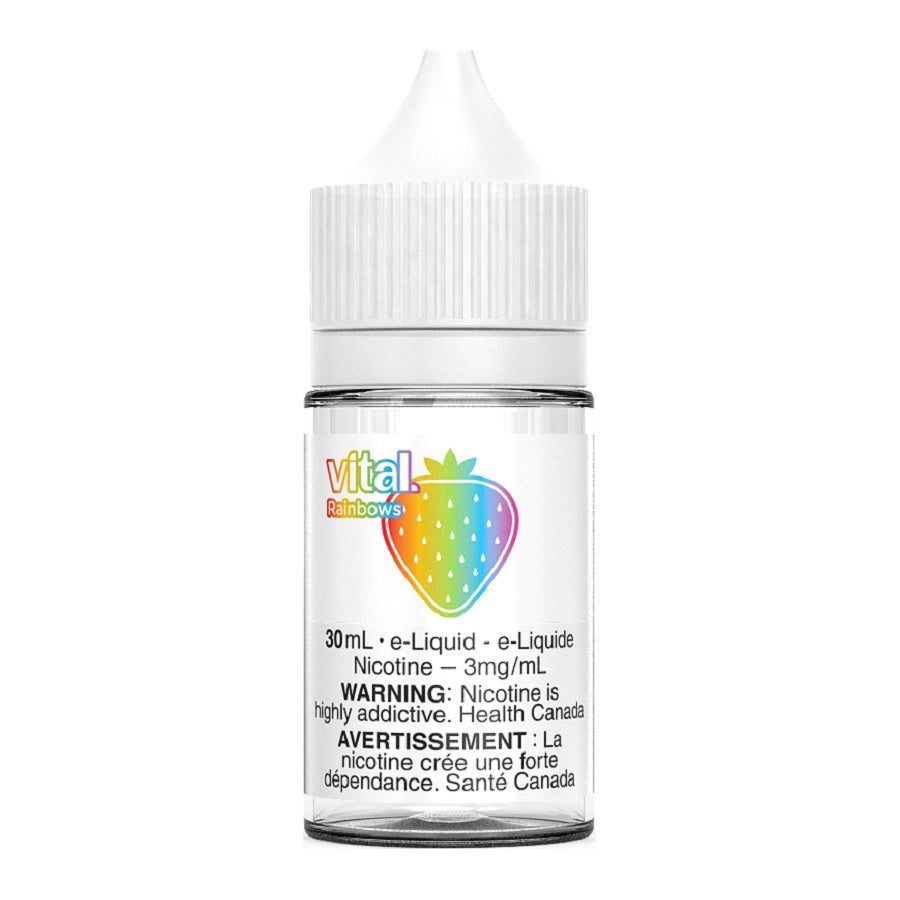 vital.
Rainbows
30mL • e-Liquid - e-Liquide
Nicotine – 3mg/mL
WARNING: Nicotine is
highly addictive. Health Canada
AVERTISSEMENT : La
nicotine crée une forte
dépendance. Santé Canada